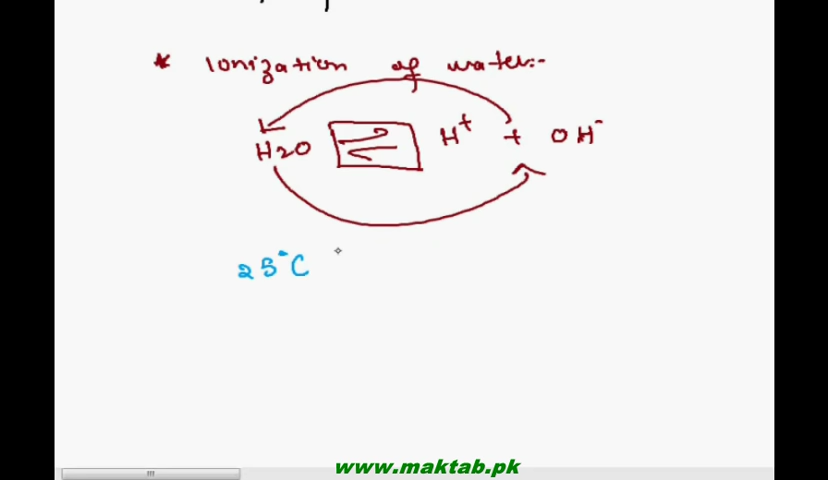 * Ionization of water:-
H2O ⇌ H+ + OH-
25°C
www.maktab.pk